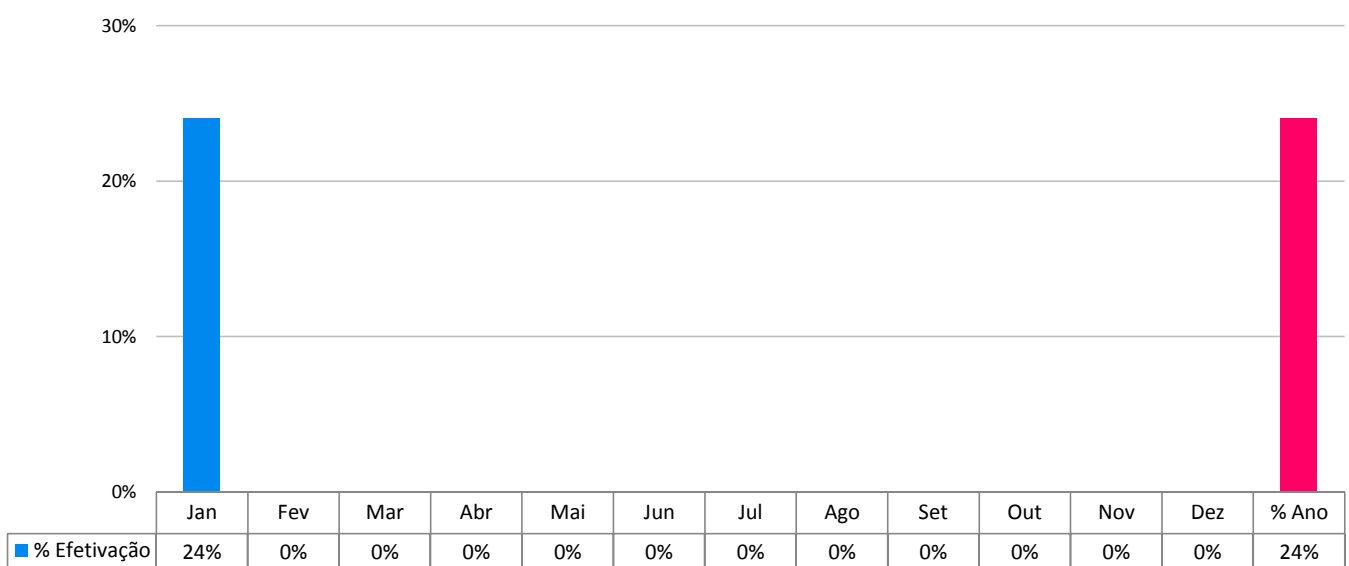 30%
20%
10%
0%
Jan Fev Mar Abr Mai Jun Jul Ago Set Out Nov Dez % Ano
% Efetivação 24% 0% 0% 0% 0% 0% 0% 0% 0% 0% 0% 0% 24%